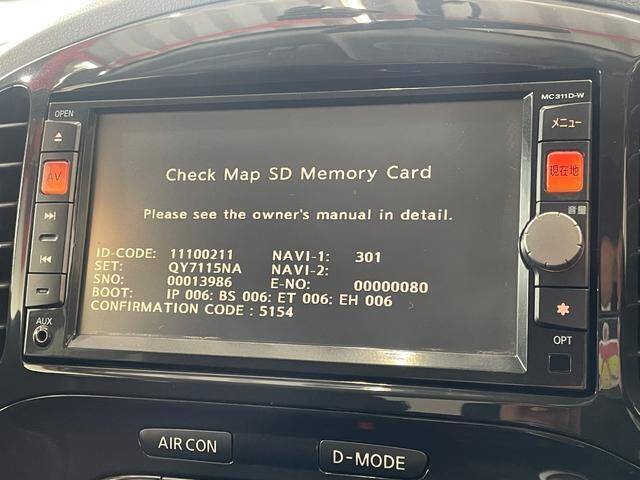 MC311D-W
OPEN
メニュー
AV
現在地
Check Map SD Memory Card
Please see the owner's manual in detail.
音量
ID-CODE: 11100211 NAVI-1: 301
SET: QY7115NA NAVI-2:
SNO: 00013986 E-NO: 00000080
BOOT: IP 006: BS 006: ET 006: EH 006
CONFIRMATION CODE : 5154
AUX
OPT
AIR CON
D-MODE